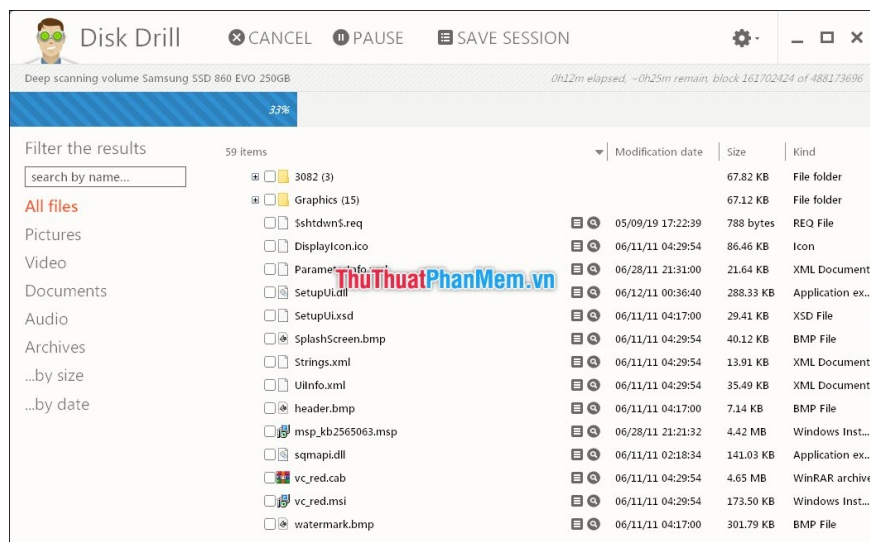 Disk Drill CANCEL PAUSE SAVE SESSION
Deep scanning volume Samsung SSD 860 EVO 250GB 0h12m elapsed, ~0h25m remain, block 161702424 of 488173696
33%
Filter the results
search by name...
All files
Pictures
Video
Documents
Audio
Archives
...by size
...by date
59 items Modification date Size Kind
3082 (3) 67.82 KB File folder
Graphics (15) 67.12 KB File folder
$shtdwn$.req 05/09/19 17:22:39 788 bytes REQ File
DisplayIcon.ico 06/11/11 04:29:54 86.46 KB Icon
06/28/11 21:31:00 21.64 KB XML Document
ThuThuatPhanMem.vn
SetupUi.dll 06/12/11 00:36:40 288.33 KB Application ex...
SetupUi.xsd 06/11/11 04:17:00 29.41 KB XSD File
SplashScreen.bmp 06/11/11 04:29:54 40.12 KB BMP File
Strings.xml 06/11/11 04:29:54 13.91 KB XML Document
UiInfo.xml 06/11/11 04:29:54 35.49 KB XML Document
header.bmp 06/11/11 04:17:00 7.14 KB BMP File
msp_kb2565063.msp 06/28/11 21:21:32 4.42 MB Windows Inst...
sqmapi.dll 06/11/11 02:18:34 141.03 KB Application ex...
vc_red.cab 06/11/11 04:29:54 4.65 MB WinRAR archive
vc_red.msi 06/11/11 04:29:54 173.50 KB Windows Inst...
watermark.bmp 06/11/11 04:17:00 301.79 KB BMP File